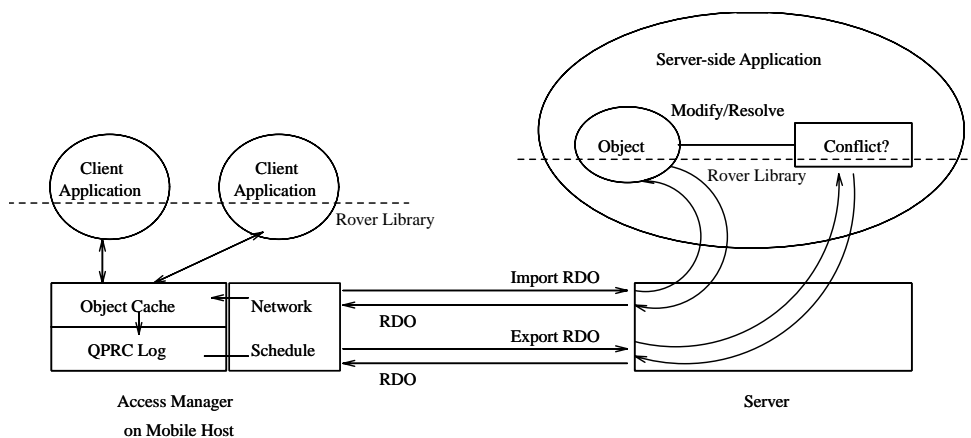 Server-side Application
Modify/Resolve
Object
Conflict?
Rover Library
Client
Application
Client
Application
Rover Library
Object Cache
Network
QPRC Log
Schedule
Import RDO
RDO
Export RDO
RDO
Access Manager
on Mobile Host
Server